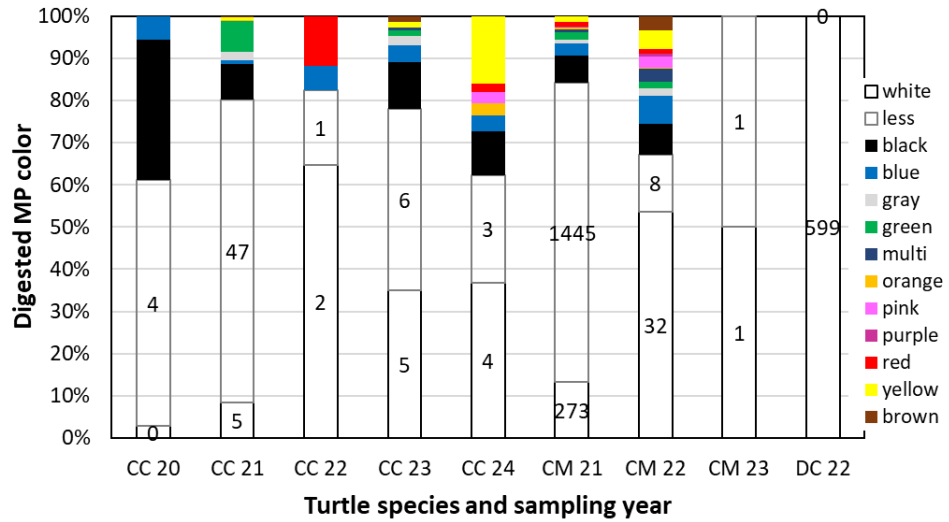 100%
90%
80%
70%
60%
50%
40%
30%
20%
10%
0%
Digested MP color
0
4
5
47
2
1
5
6
4
3
273
1445
32
8
1
1
599
0
CC 20
CC 21
CC 22
CC 23
CC 24
CM 21
CM 22
CM 23
DC 22
Turtle species and sampling year
white
less
black
blue
gray
green
multi
orange
pink
purple
red
yellow
brown